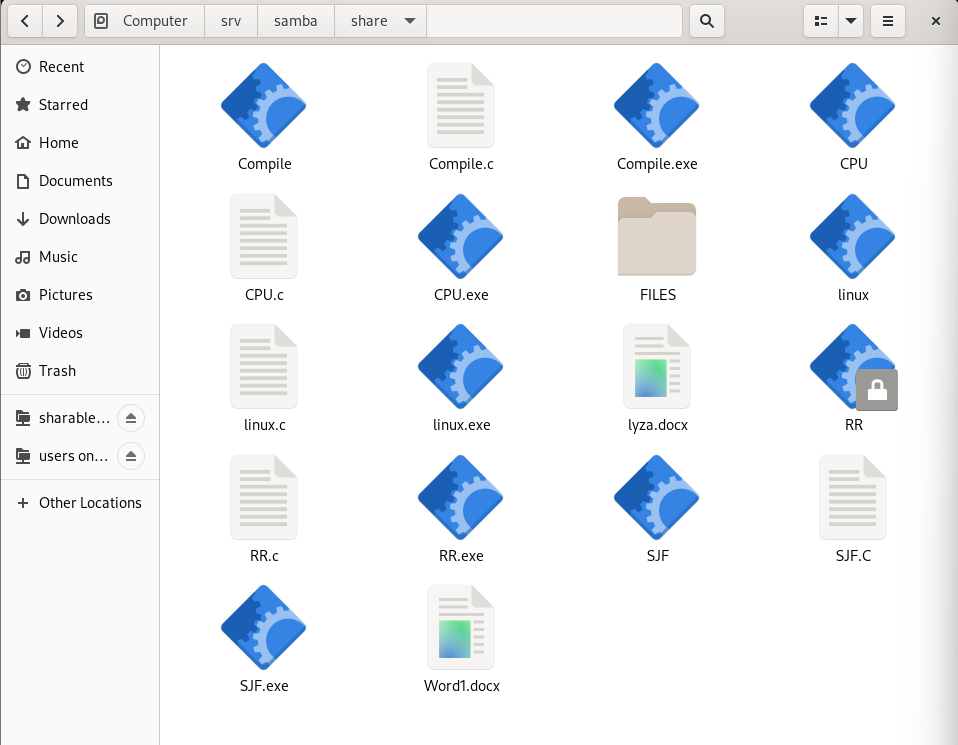 Computer srv samba share
Recent
Starred
Home
Documents
Downloads
Music
Pictures
Videos
Trash
sharable...
users on...
Other Locations
Compile Compile.c Compile.exe CPU
CPU.c CPU.exe FILES linux
linux.c linux.exe lyza.docx RR
RR.c RR.exe SJF SJF.C
SJF.exe Word1.docx